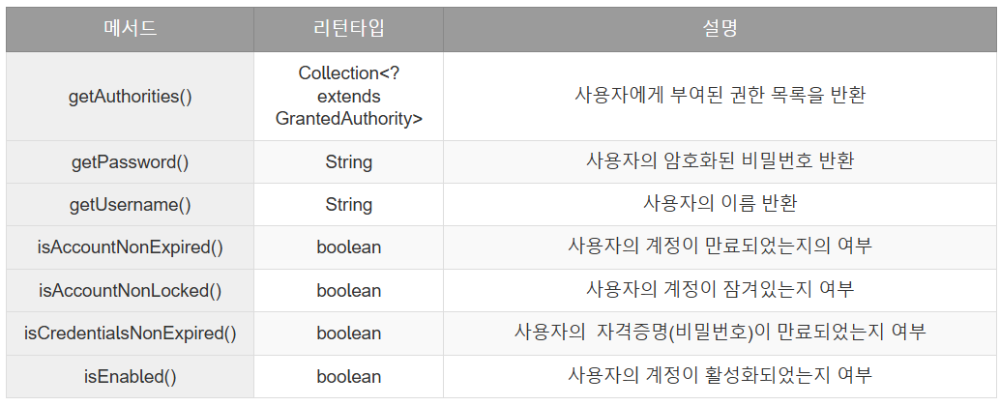 메서드 리턴타입 설명
getAuthorities() Collection<? extends GrantedAuthority> 사용자에게 부여된 권한 목록을 반환
getPassword() String 사용자의 암호화된 비밀번호 반환
getUsername() String 사용자의 이름 반환
isAccountNonExpired() boolean 사용자의 계정이 만료되었는지의 여부
isAccountNonLocked() boolean 사용자의 계정이 잠겨있는지 여부
isCredentialsNonExpired() boolean 사용자의 자격증명(비밀번호)이 만료되었는지 여부
isEnabled() boolean 사용자의 계정이 활성화되었는지 여부